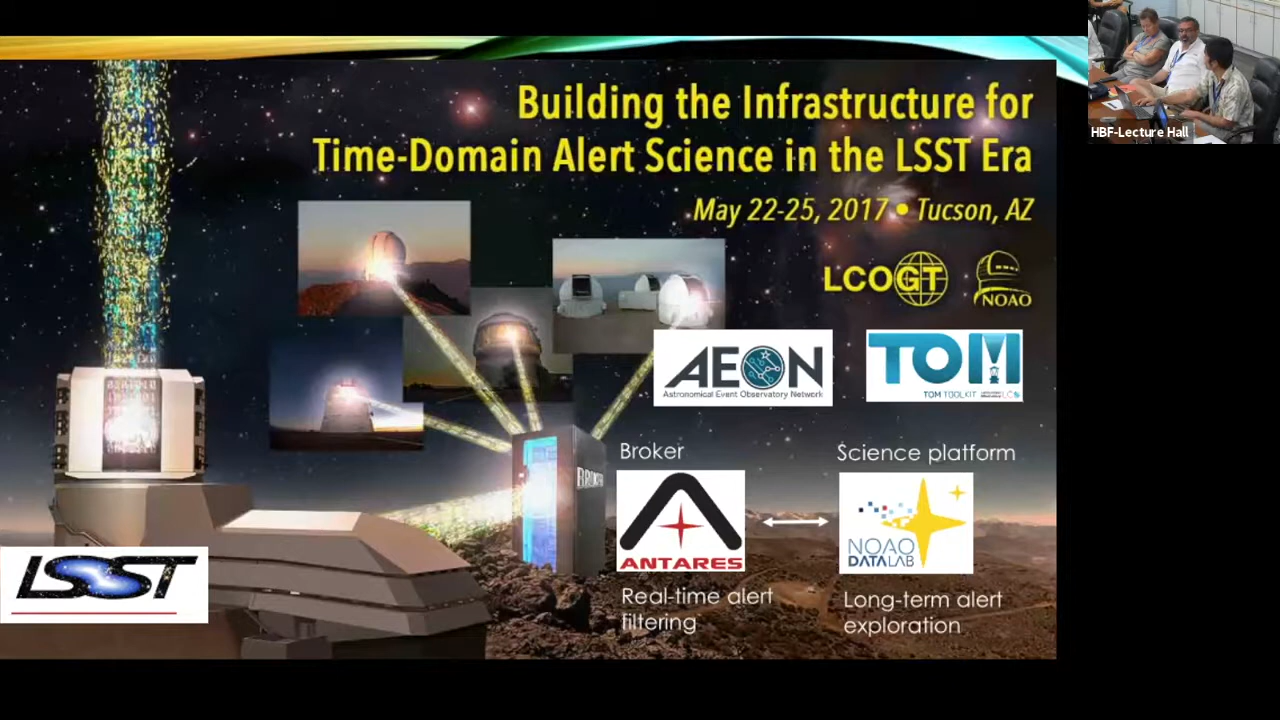 Building the Infrastructure for
Time-Domain Alert Science in the LSST Era
May 22-25, 2017 • Tucson, AZ
LCOGT
NOAO
AEON
Astronomical Event Observatory Network
TOM
TOM TOOLKIT
Broker
Science platform
BROKER
ANTARES
NOAO
DATALAB
Real-time alert
filtering
Long-term alert
exploration
LSST
HBF-Lecture Hall